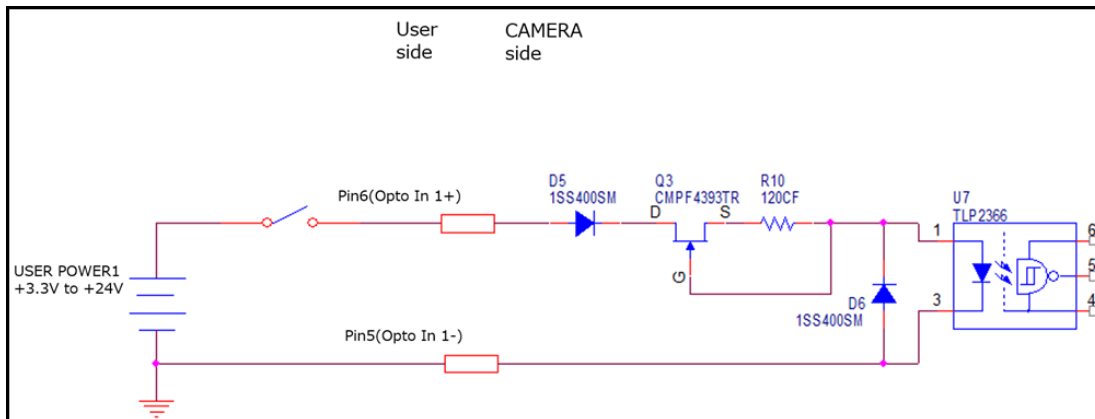 User
side
CAMERA
side
Pin6(Opto In 1+)
D5
1SS400SM
Q3
CMPF4393TR
R10
120CF
D
S
G
U7
TLP2366
1
6
5
3
4
D6
1SS400SM
USER POWER1
+3.3V to +24V
Pin5(Opto In 1-)